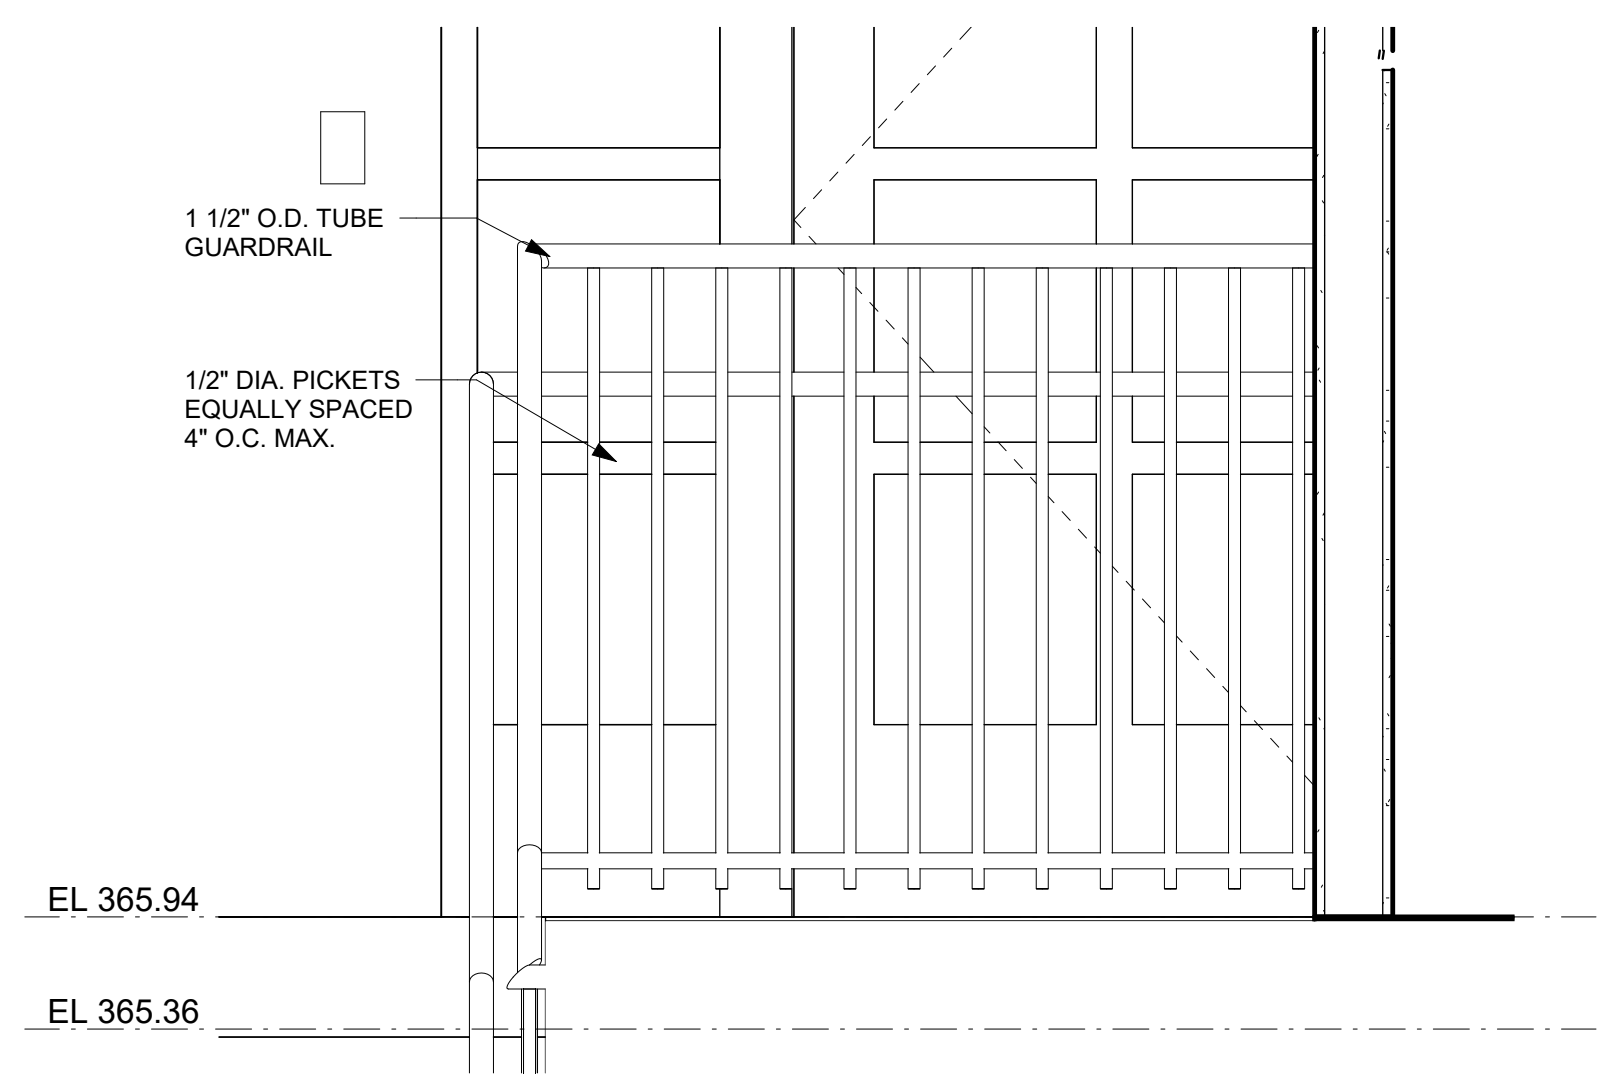 1 1/2" O.D. TUBE
GUARDRAIL
1/2" DIA. PICKETS
EQUALLY SPACED
4" O.C. MAX.
EL 365.94
EL 365.36